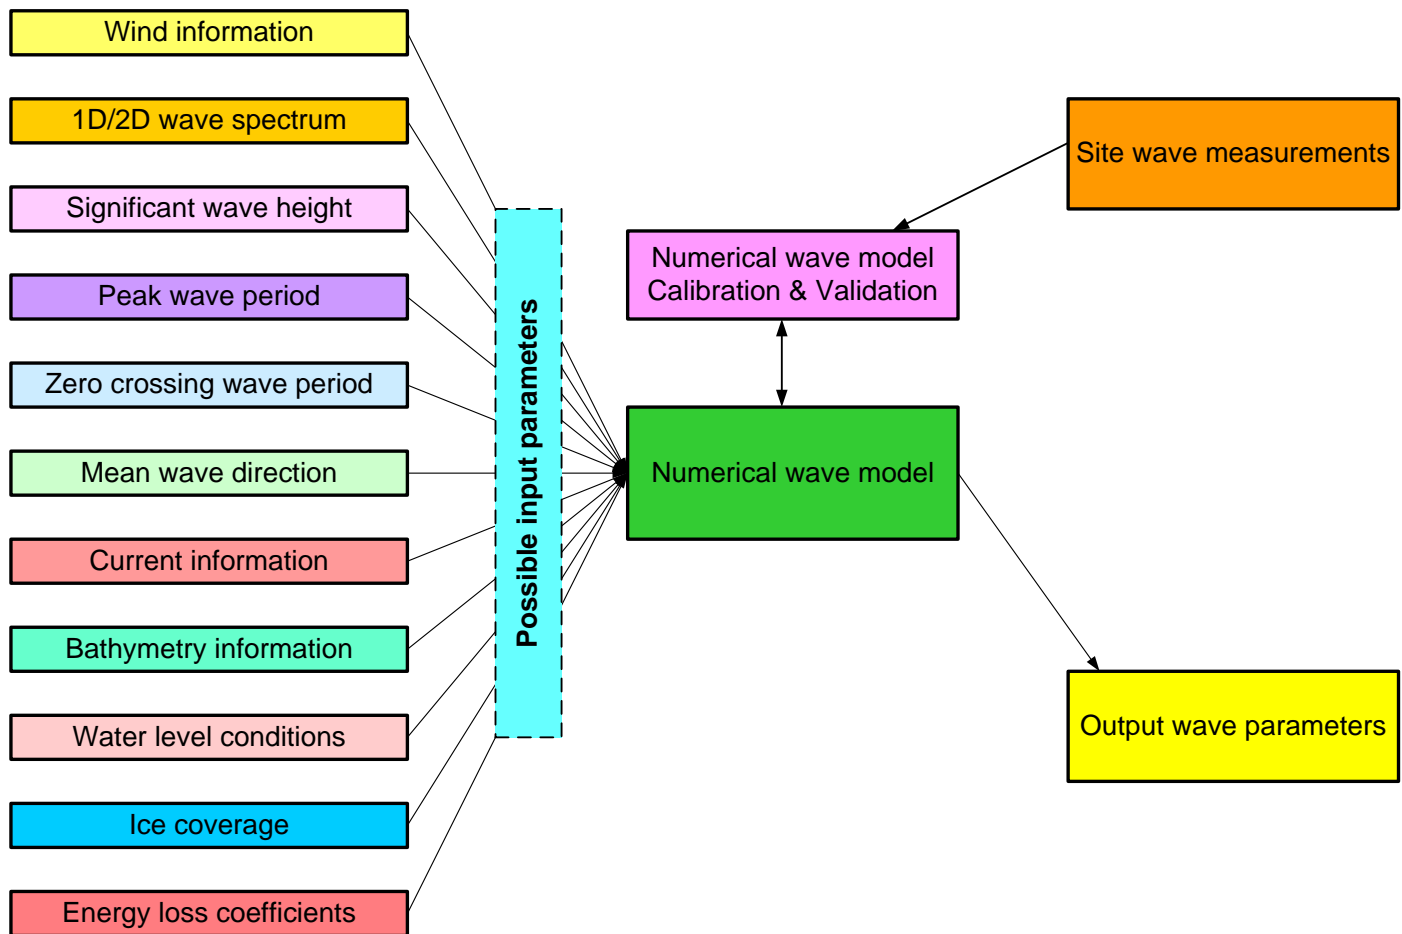 Wind information
1D/2D wave spectrum
Significant wave height
Peak wave period
Zero crossing wave period
Mean wave direction
Current information
Bathymetry information
Water level conditions
Ice coverage
Energy loss coefficients
Possible input parameters
Numerical wave model
Calibration & Validation
Numerical wave model
Site wave measurements
Output wave parameters